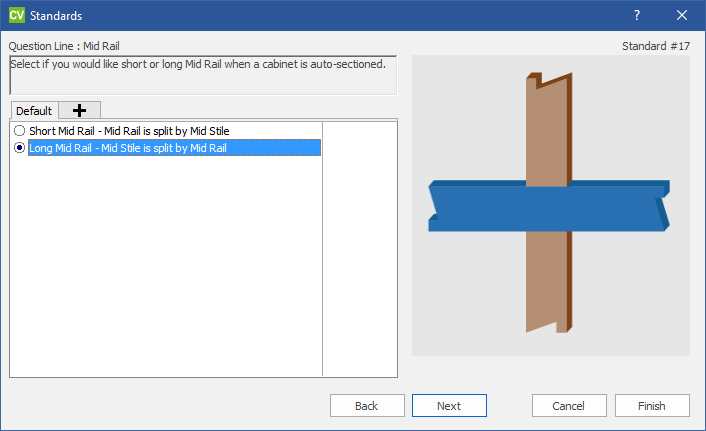 CV Standards ?
Question Line : Mid Rail Standard #17
Select if you would like short or long Mid Rail when a cabinet is auto-sectioned.
Default
Short Mid Rail - Mid Rail is split by Mid Stile
Long Mid Rail - Mid Stile is split by Mid Rail
Back Next Cancel Finish